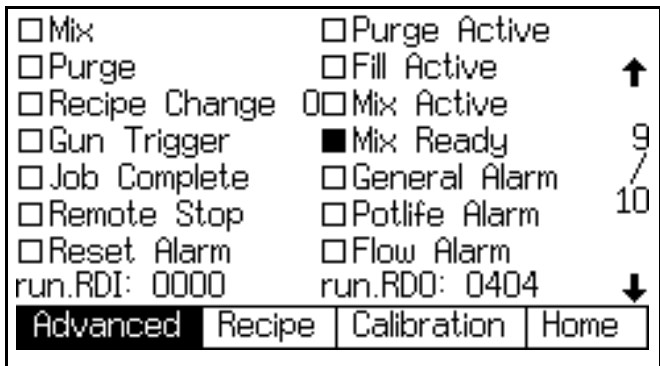 ☐Mix ☐Purge Active
☐Purge ☐Fill Active
☐Recipe Change 0☐Mix Active
☐Gun Trigger ■Mix Ready
☐Job Complete ☐General Alarm
☐Remote Stop ☐Potlife Alarm
☐Reset Alarm ☐Flow Alarm
run.RDI: 0000 run.RDO: 0404
↑
9
/
10
↓
Advanced Recipe Calibration Home